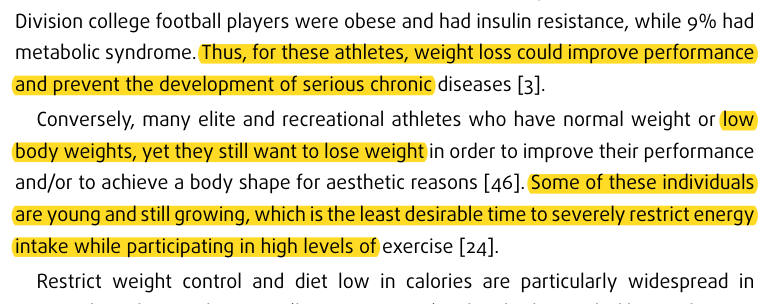 Division college football players were obese and had insulin resistance, while 9% had
metabolic syndrome. Thus, for these athletes, weight loss could improve performance
and prevent the development of serious chronic diseases [3].
Conversely, many elite and recreational athletes who have normal weight or low
body weights, yet they still want to lose weight in order to improve their performance
and/or to achieve a body shape for aesthetic reasons [46]. Some of these individuals
are young and still growing, which is the least desirable time to severely restrict energy
intake while participating in high levels of exercise [24].
Restrict weight control and diet low in calories are particularly widespread in